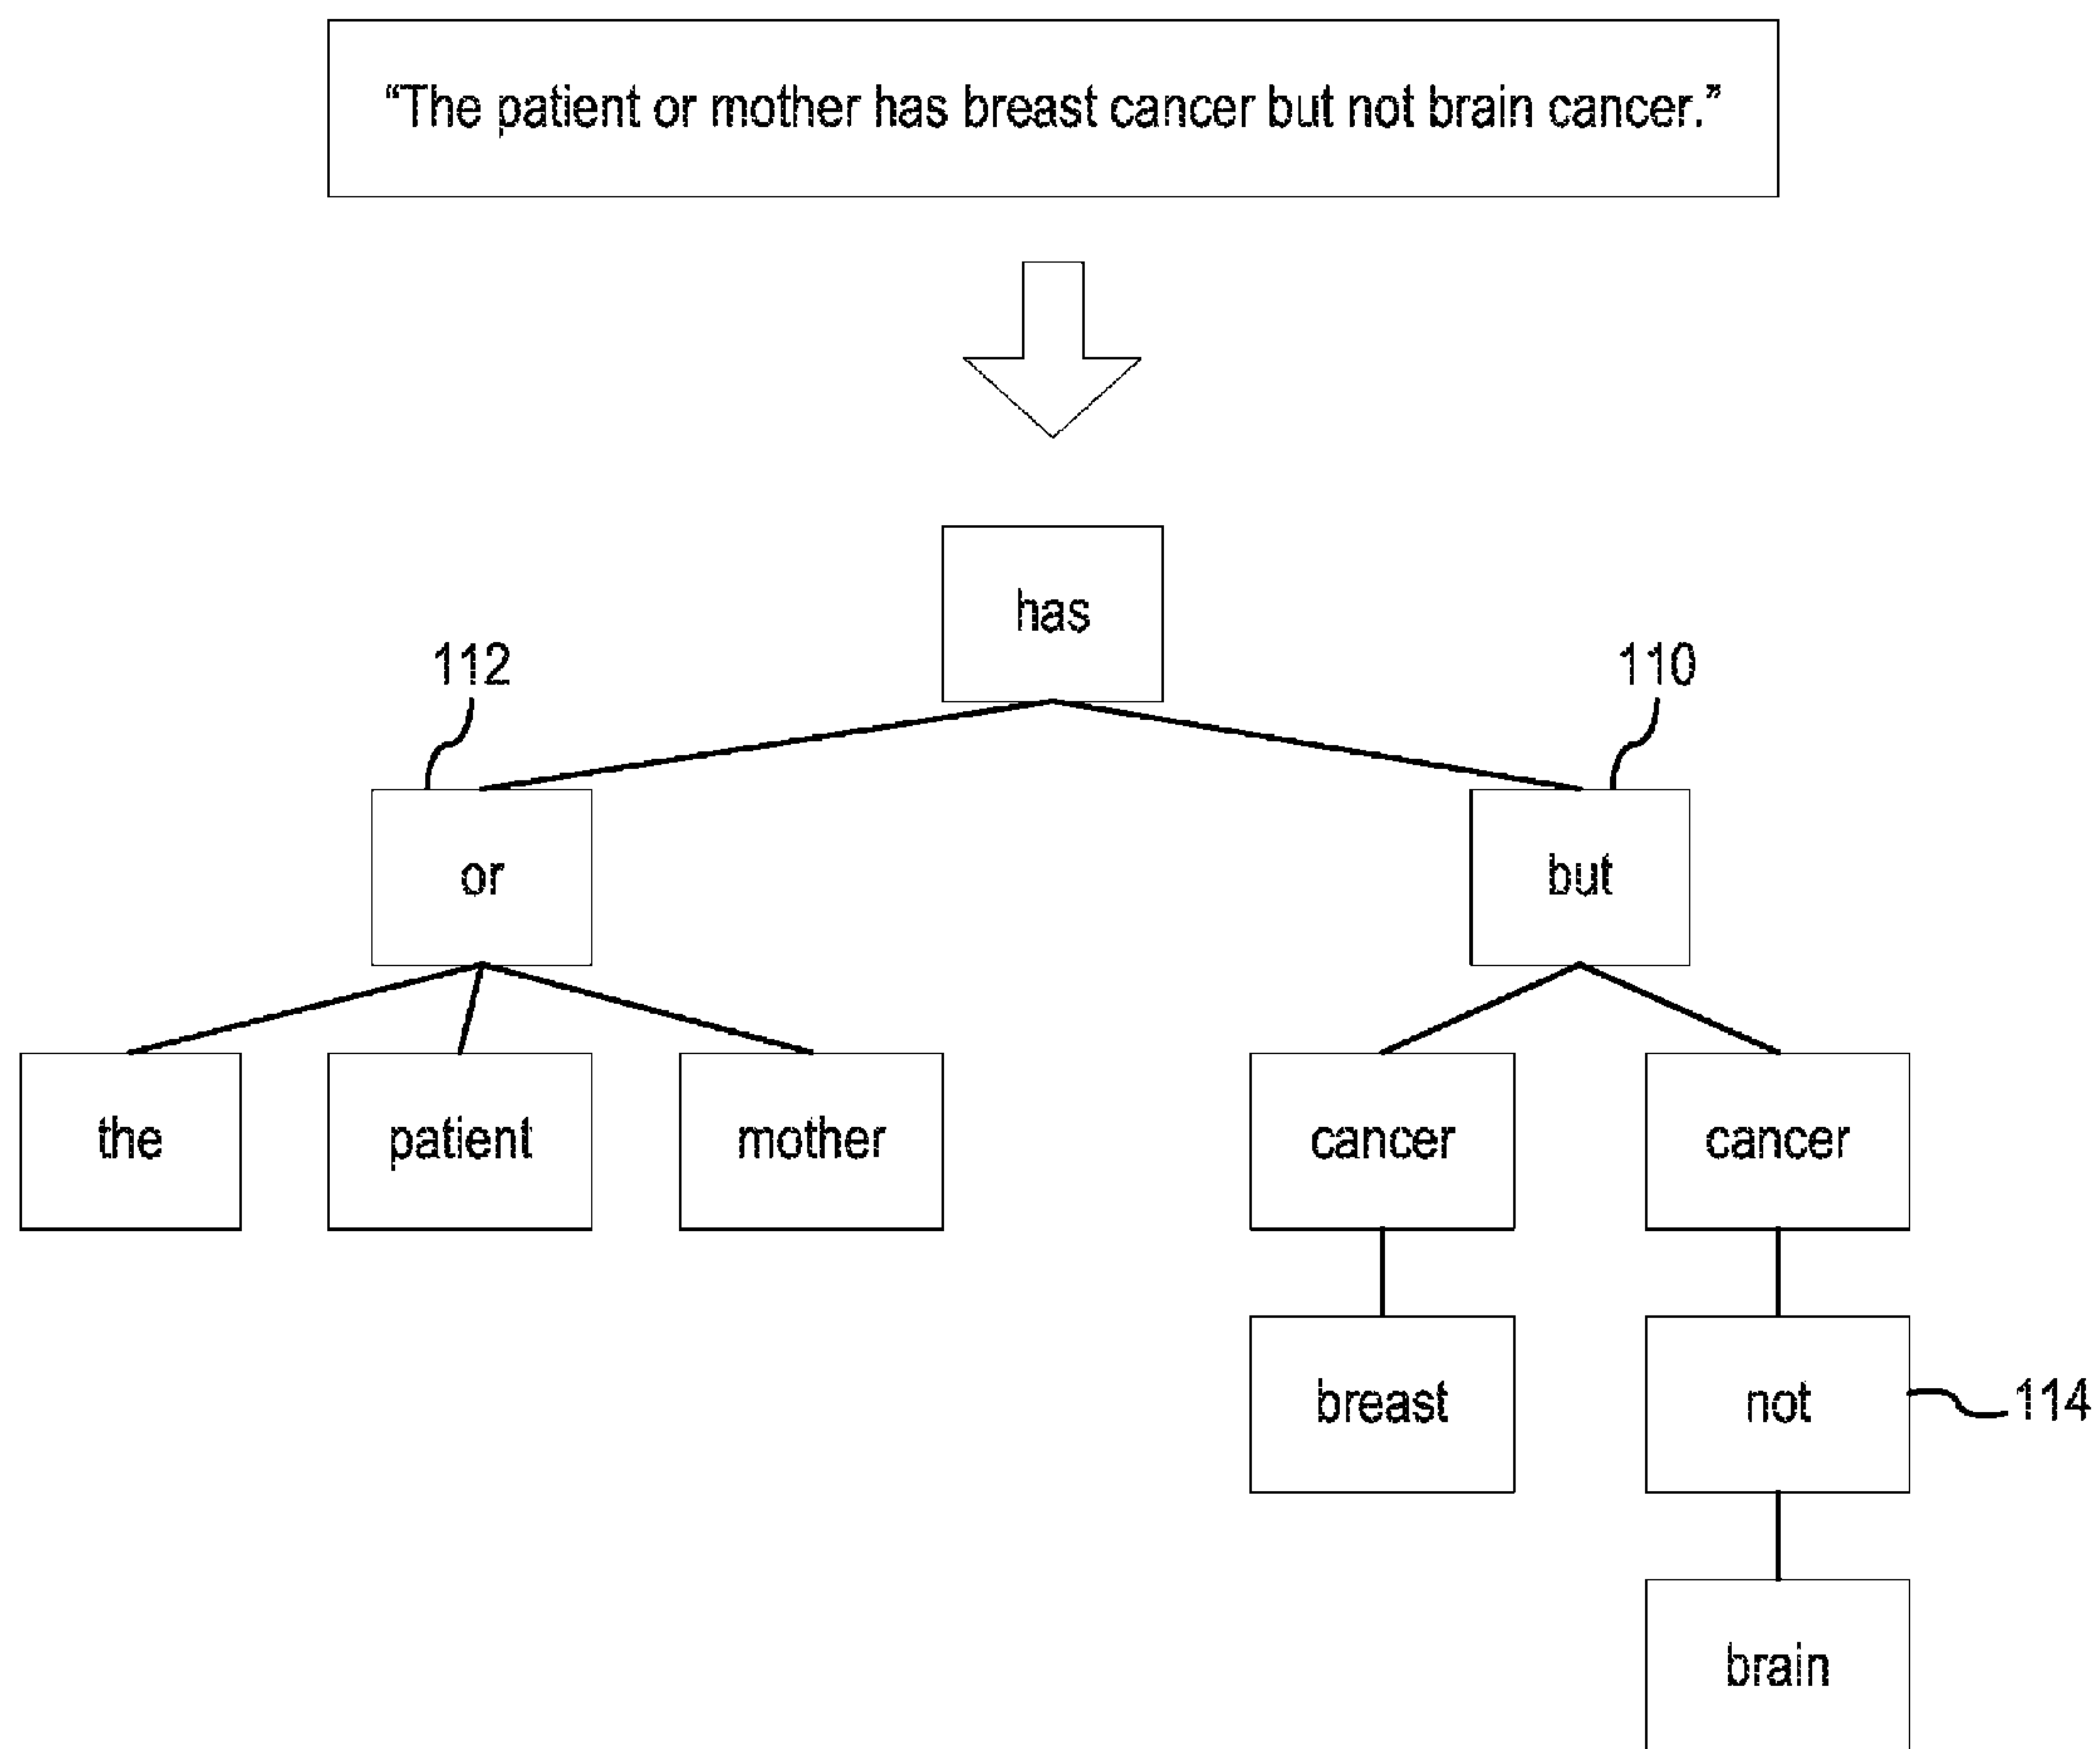 “The patient or mother has breast cancer but not brain cancer.”
has
112
110
or
but
the
patient
mother
cancer
cancer
breast
not
114
brain